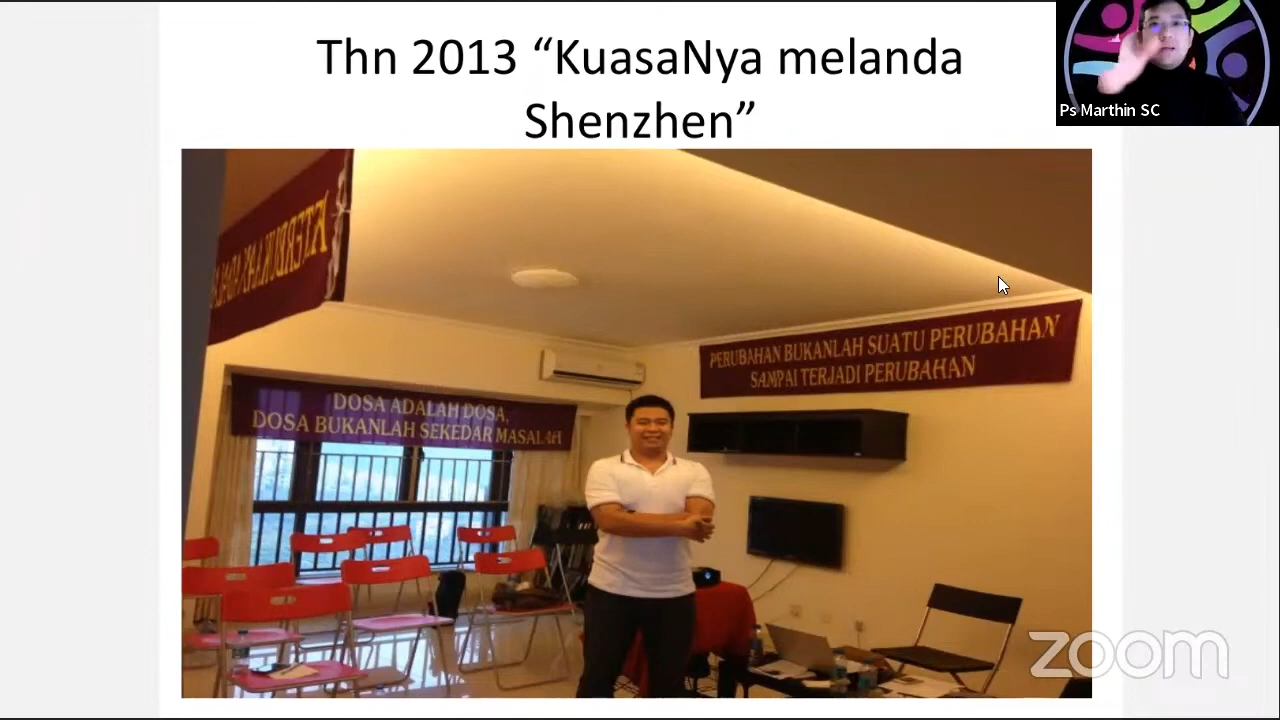 Thn 2013 “KuasaNya melanda
Shenzhen”
Ps Marthin SC
PERUBAHAN BUKANLAH SUATU PERUBAHAN
SAMPAI TERJADI PERUBAHAN
DOSA ADALAH DOSA,
DOSA BUKANLAH SEKEDAR MASALAH
zoom